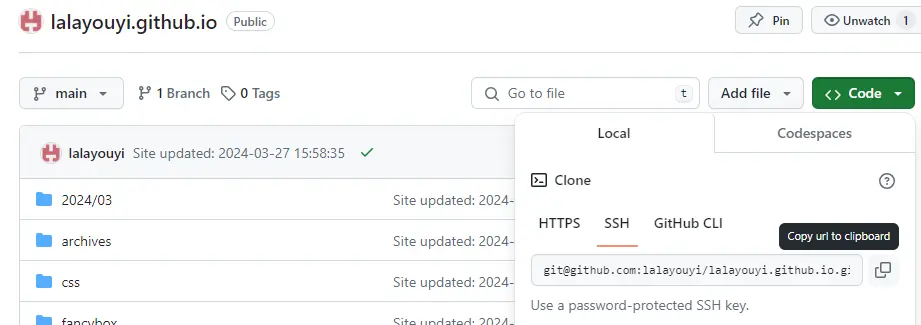 lalayouyi.github.io Public Pin Unwatch 1
main 1 Branch 0 Tags Go to file t Add file <> Code
Local Codespaces
lalayouyi Site updated: 2024-03-27 15:58:35
Clone
2024/03 Site updated: 2024-
HTTPS SSH GitHub CLI
Copy url to clipboard
archives Site updated: 2024-
git@github.com:lalayouyi/lalayouyi.github.io.gi
css Site updated: 2024-
Use a password-protected SSH key.
fancybox Site updated: 2024-